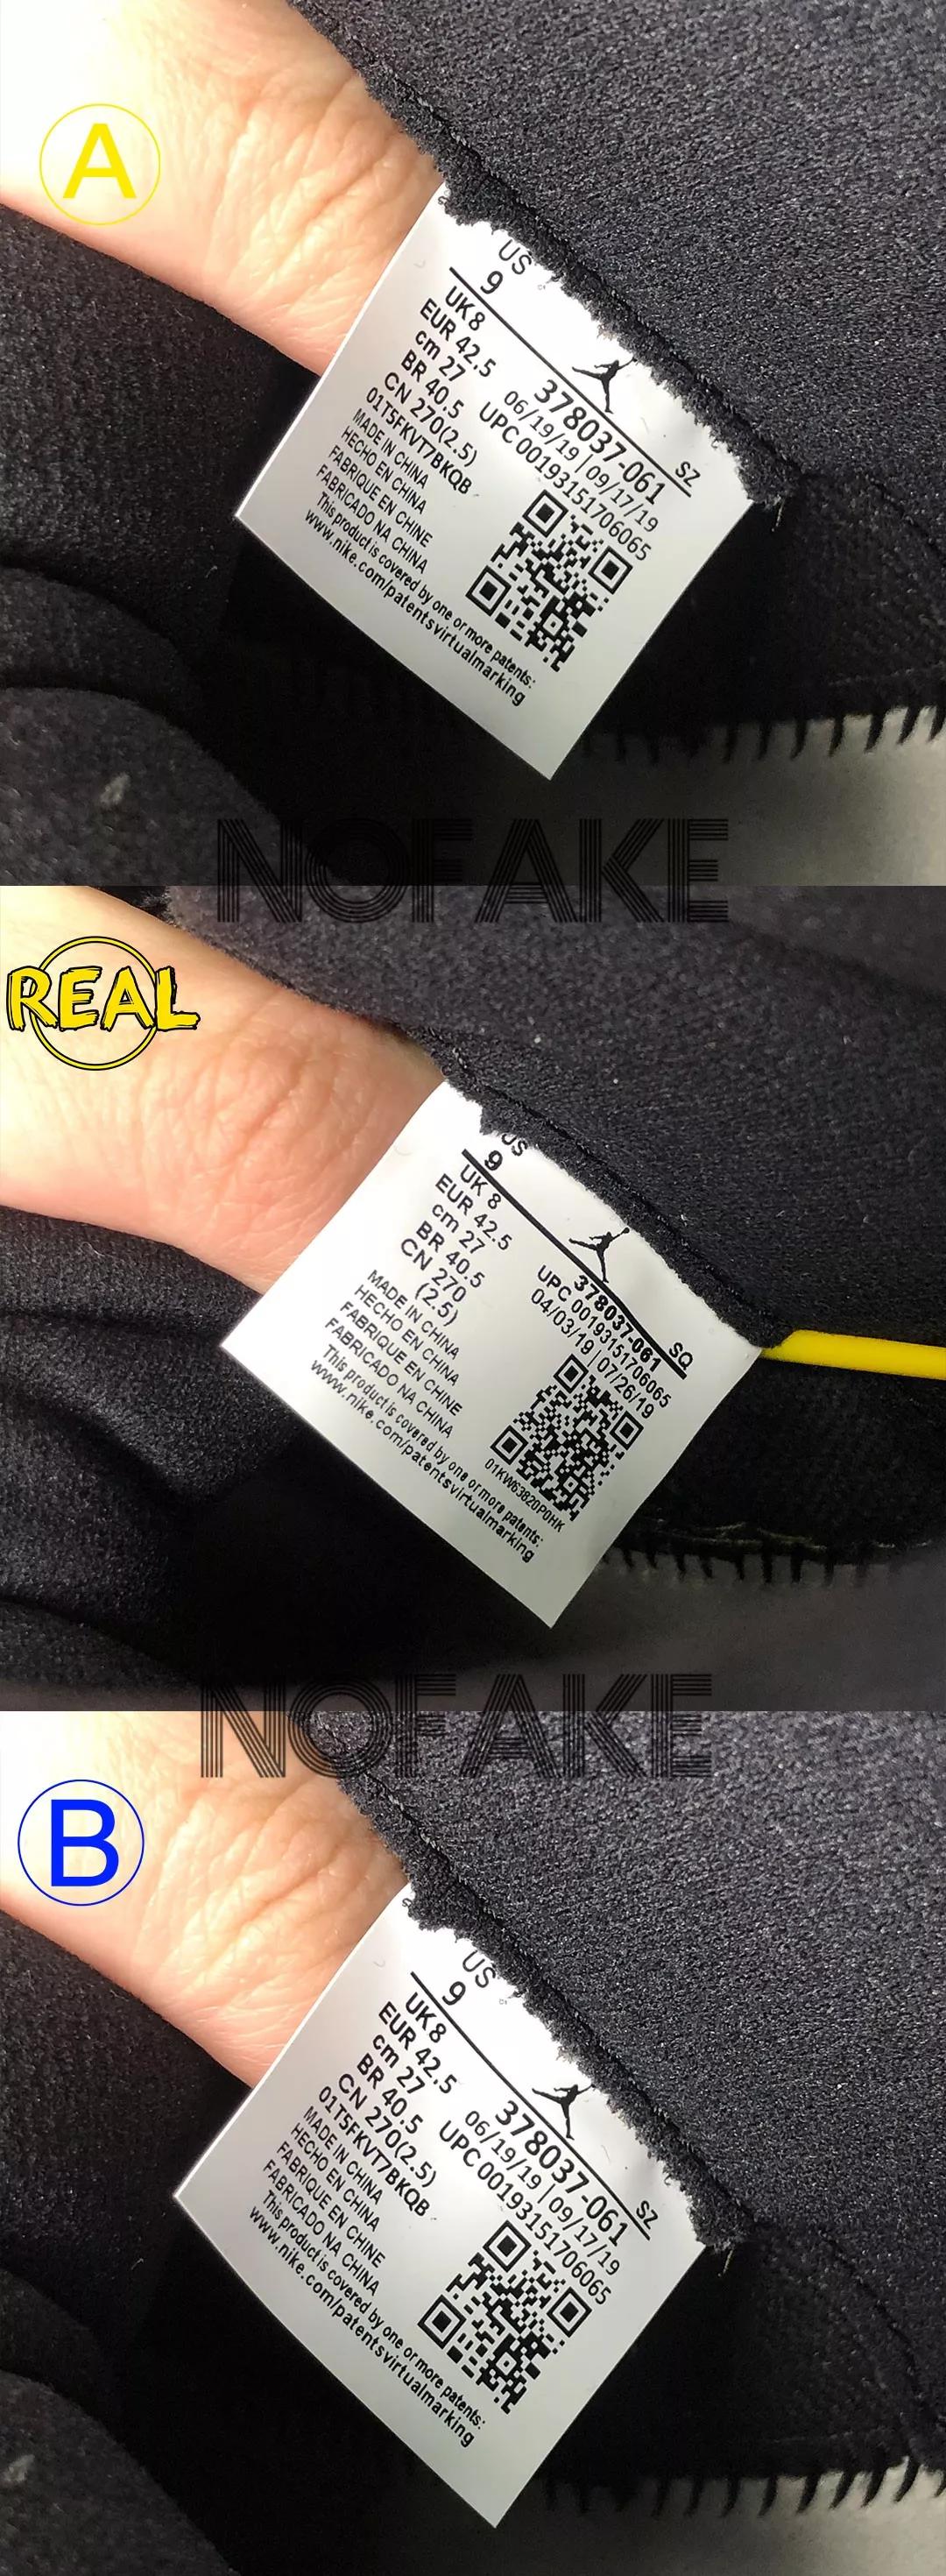 A
US
9
SZ
UK 8
EUR 42.5
cm 27
BR 40.5
CN 270(2.5)
01T5FKVT7BKQB
MADE IN CHINA
HECHO EN CHINA
FABRIQUE EN CHINE
FABRICADO NA CHINA
This product is covered by one or more patents:
www.nike.com/patentsvirtualmarking
378037-061
06/19/19 | 09/17/19
UPC 00193151706065
NOFAKE
REAL
US
9
SQ
UK 8
EUR 42.5
cm 27
BR 40.5
CN 270
(2.5)
MADE IN CHINA
HECHO EN CHINA
FABRIQUE EN CHINE
FABRICADO NA CHINA
This product is covered by one or more patents:
www.nike.com/patentsvirtualmarking
378037-061
UPC 00193151706065
04/03/19 | 07/26/19
01KW63820P0HK
NOFAKE
B
US
9
SZ
UK 8
EUR 42.5
cm 27
BR 40.5
CN 270(2.5)
01T5FKVT7BKQB
MADE IN CHINA
HECHO EN CHINA
FABRIQUE EN CHINE
FABRICADO NA CHINA
This product is covered by one or more patents:
www.nike.com/patentsvirtualmarking
378037-061
06/19/19 | 09/17/19
UPC 00193151706065